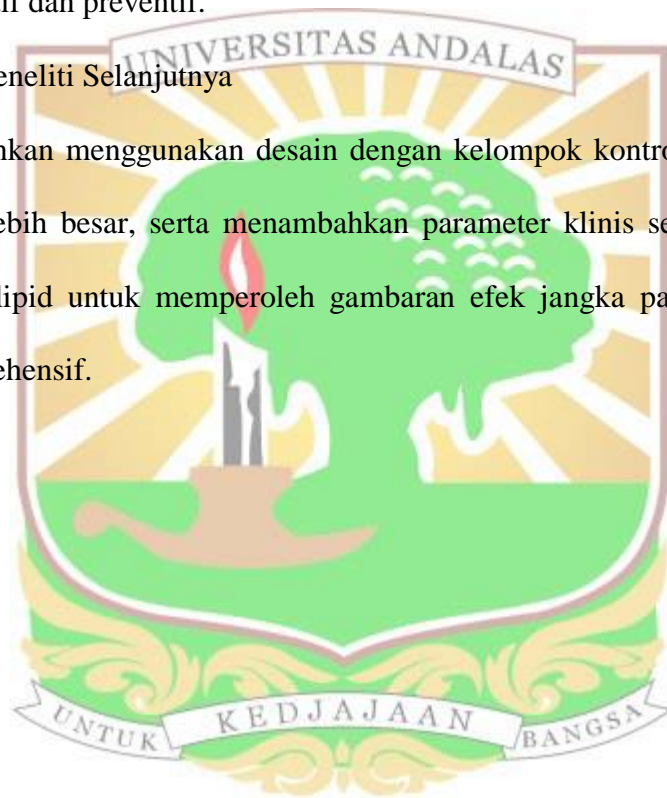 dan preventif.
UNIVERSITAS ANDALAS
eneliti Selanjutnya
nkan menggunakan desain dengan kelompok kontro
ebih besar, serta menambahkan parameter klinis se
lipid untuk memperoleh gambaran efek jangka pa
ehensif.
UNTUK KEDJAJAAN BANGSA